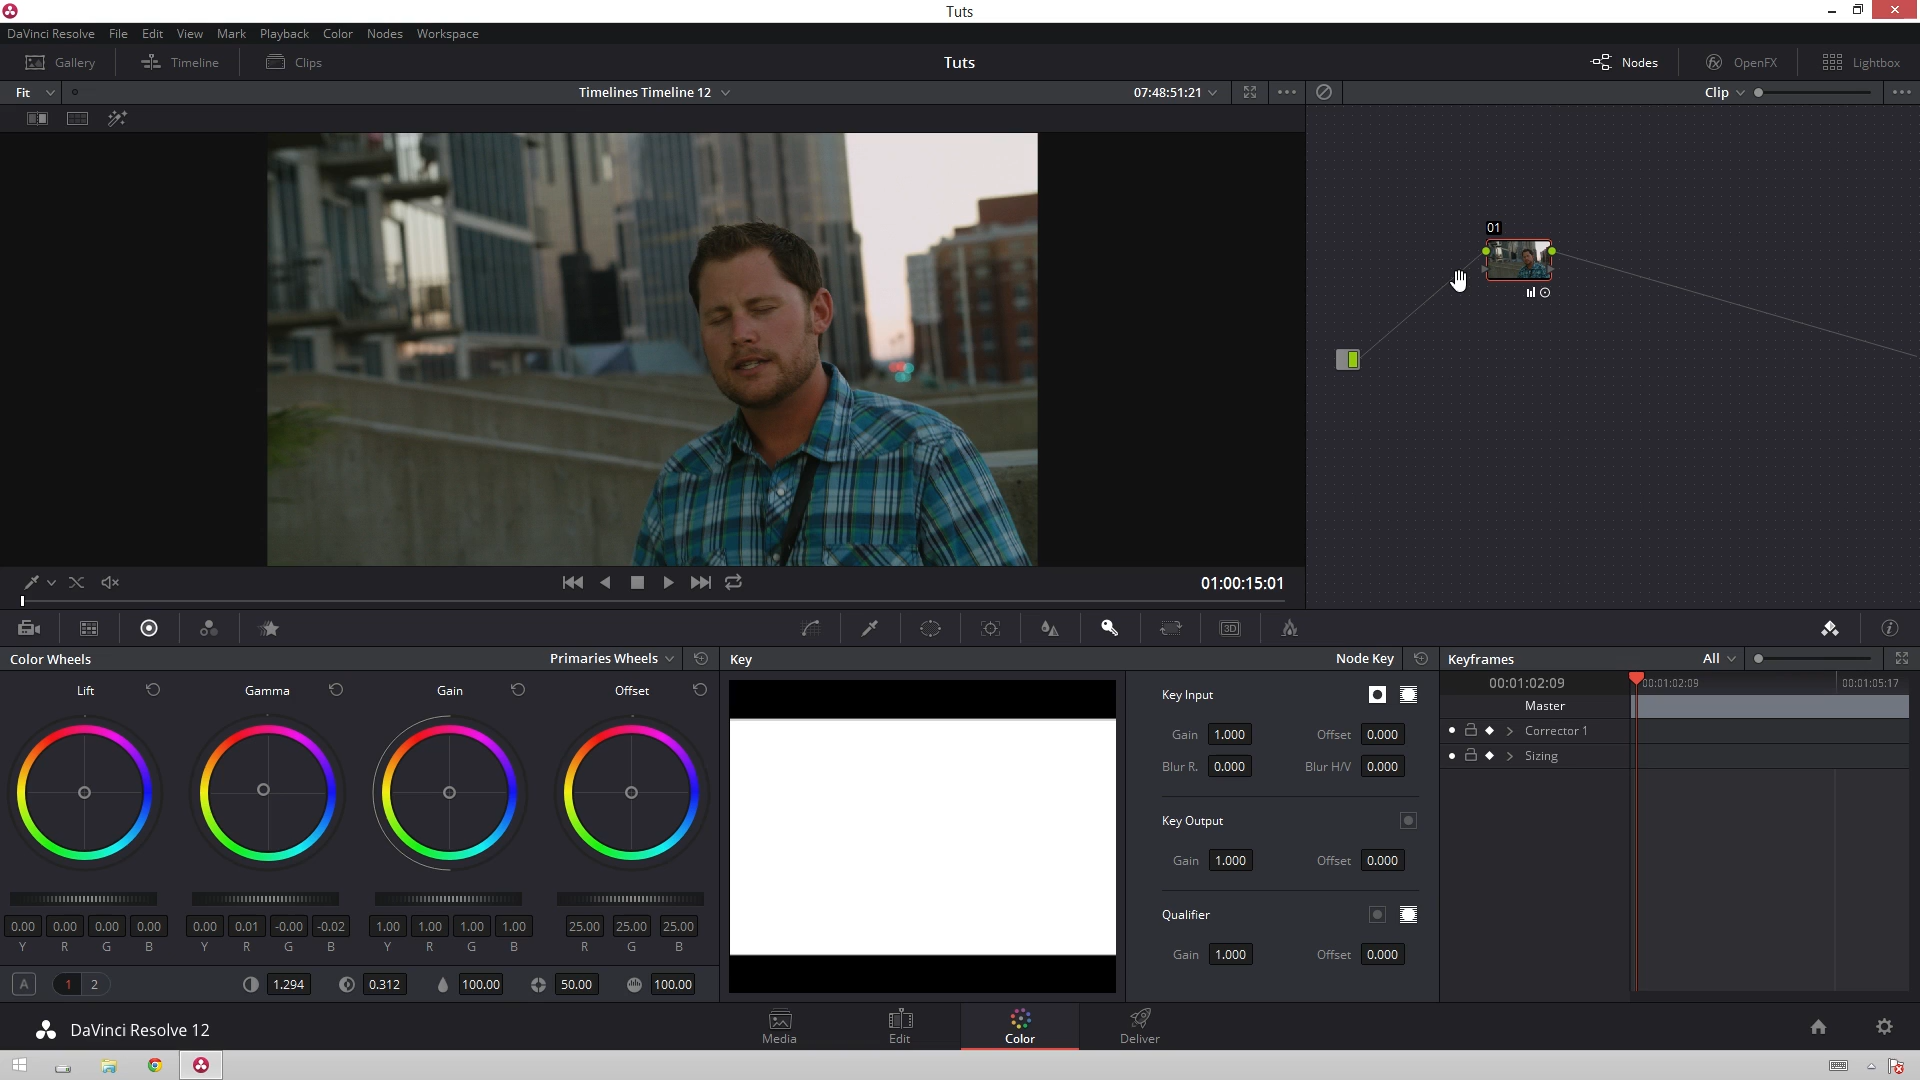 Tuts
DaVinci Resolve File Edit View Mark Playback Color Nodes Workspace
Gallery Timeline Clips Tuts Nodes OpenFX Lightbox
Fit Timelines Timeline 12 07:48:51:21 Clip
01
01:00:15:01
3D
Color Wheels Primaries Wheels Key Node Key Keyframes All
Lift Gamma Gain Offset
Key Input
Gain 1.000 Offset 0.000
Blur R. 0.000 Blur H/V 0.000
Key Output
Gain 1.000 Offset 0.000
Qualifier
Gain 1.000 Offset 0.000
00:01:02:09 00:01:02:09 00:01:05:17
Master
Corrector 1
Sizing
0.00 0.00 0.00 0.00 0.00 0.01 -0.00 -0.02 1.00 1.00 1.00 1.00 25.00 25.00 25.00
Y R G B Y R G B Y R G B R G B
A 1 2 1.294 0.312 100.00 50.00 100.00
DaVinci Resolve 12 Media Edit Color Deliver